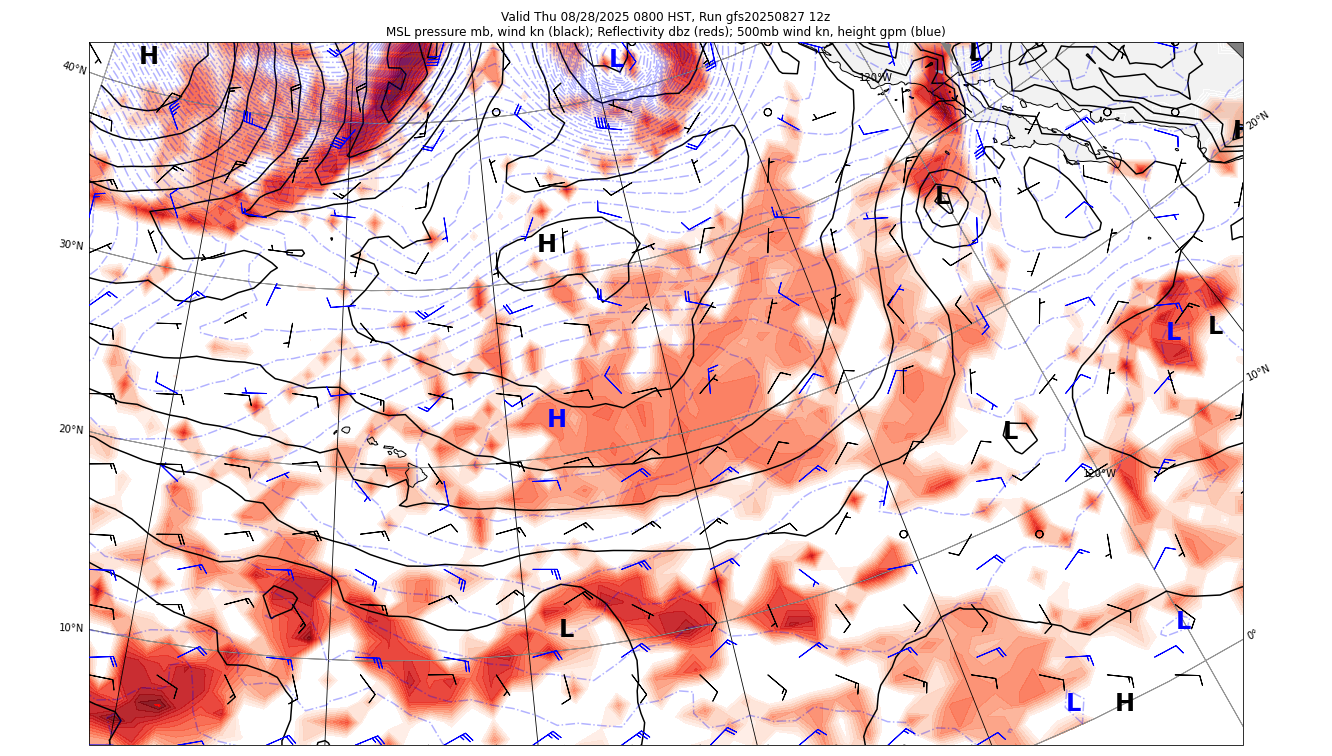 Valid Thu 08/28/2025 0800 HST, Run gfs20250827 12z
MSL pressure mb, wind kn (black); Reflectivity dbz (reds); 500mb wind kn, height gpm (blue)
H
L
L
40°N
120°W
20°N
H
L
30°N
H
L
L
10°N
H
20°N
L
120°W
10°N
L
L
0°
L
H